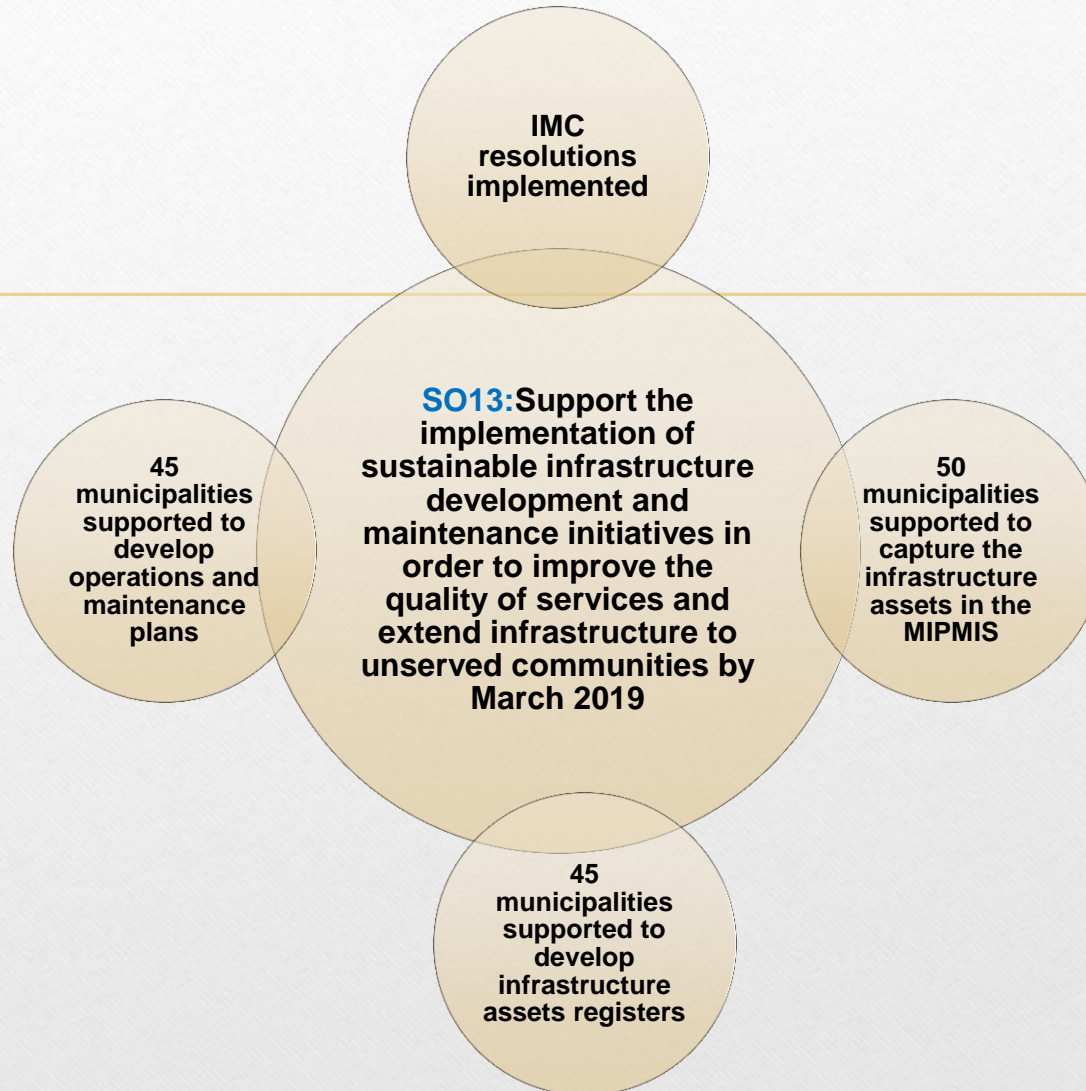 IMC
resolutions
implemented
SO13:Support the
implementation of
sustainable infrastructure
development and
maintenance initiatives in
order to improve the
quality of services and
extend infrastructure to
unserved communities by
March 2019
45
municipalities
supported to
develop
operations and
maintenance
plans
50
municipalities
supported to
capture the
infrastructure
assets in the
MIPMIS
45
municipalities
supported to
develop
infrastructure
assets registers